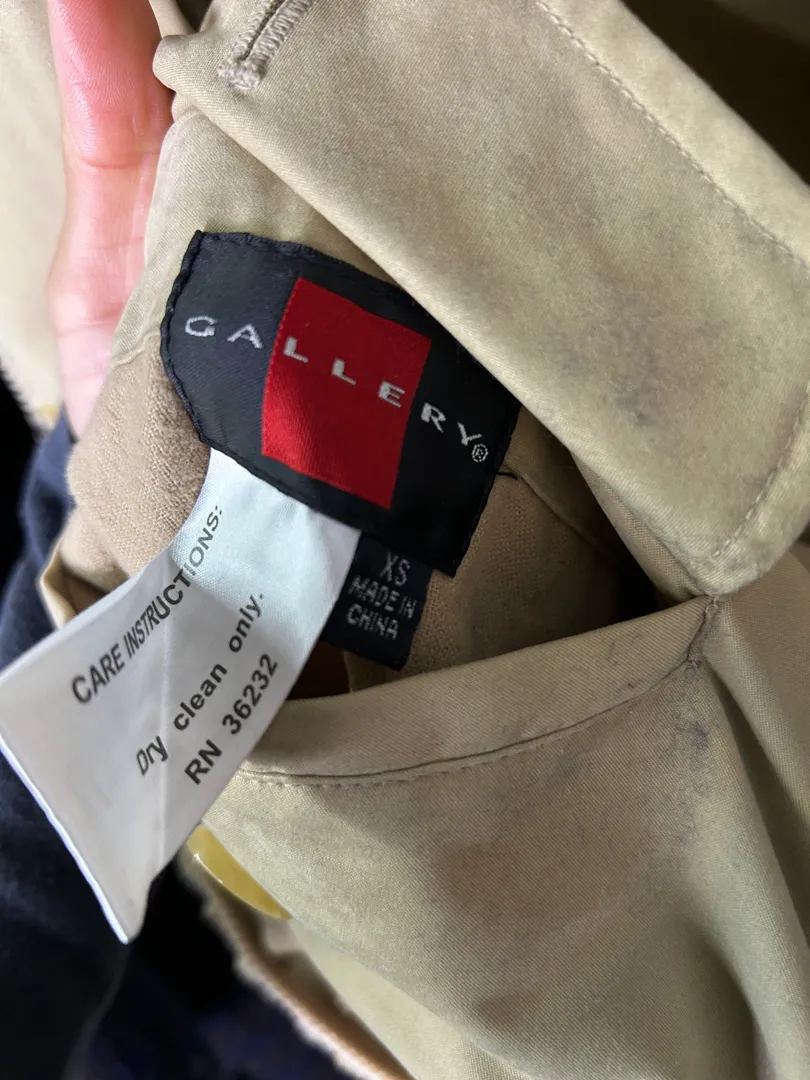 GALLERY®
XS
MADE IN
CHINA
CARE INSTRUCTIONS:
Dry clean only.
RN 36232